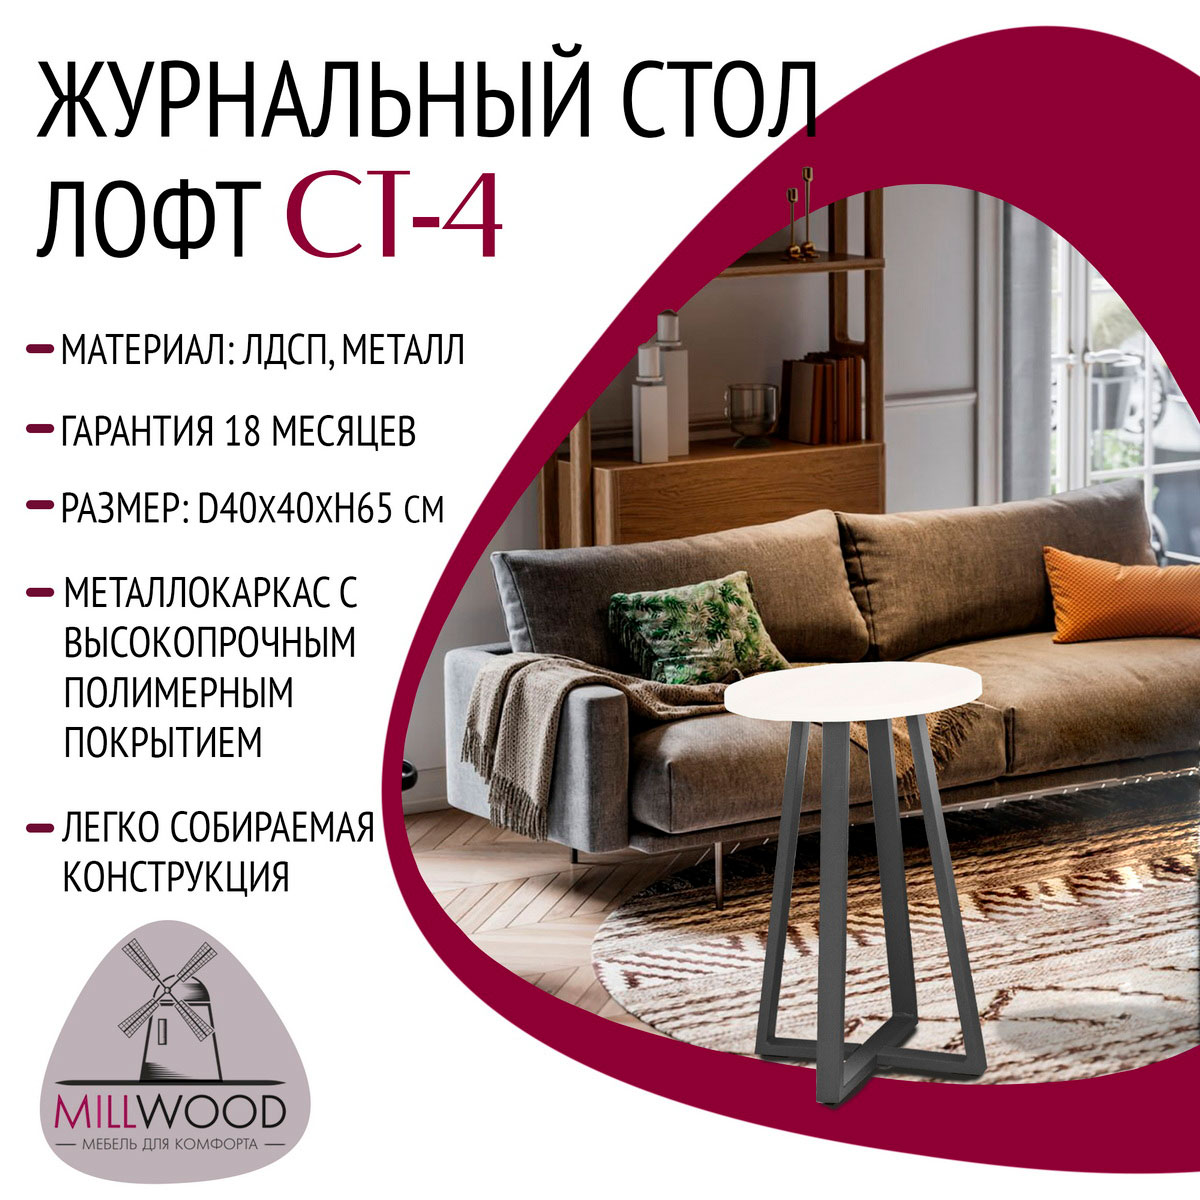 ЖУРНАЛЬНЫЙ СТОЛ
ЛОФТ СТ-4
МАТЕРИАЛ: ЛДСП, МЕТАЛЛ
ГАРАНТИЯ 18 МЕСЯЦЕВ
РАЗМЕР: D40х40хН65 см
МЕТАЛЛОКАРКАС С
ВЫСОКОПРОЧНЫМ
ПОЛИМЕРНЫМ
ПОКРЫТИЕМ
ЛЕГКО СОБИРАЕМАЯ
КОНСТРУКЦИЯ
MILLWOOD
МЕБЕЛЬ ДЛЯ КОМФОРТА